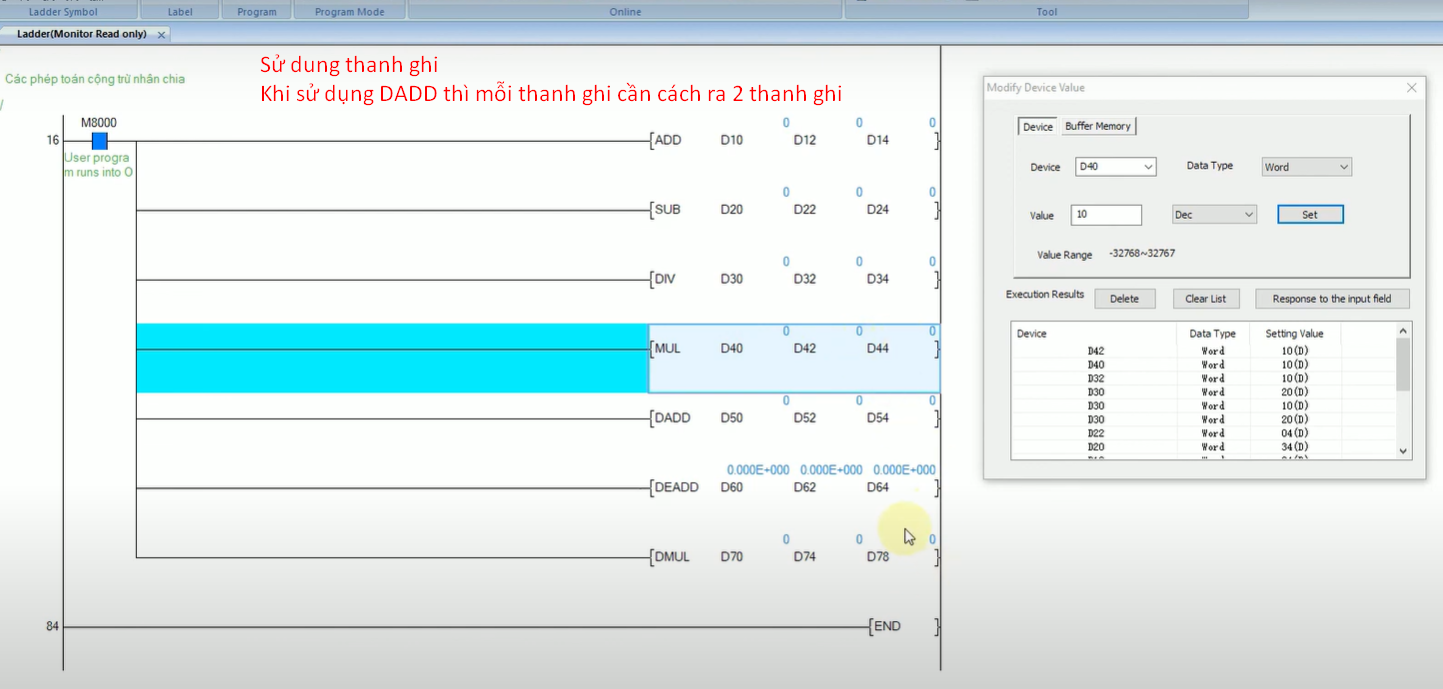 Ladder Symbol Label Program Program Mode Online Tool
Ladder(Monitor Read only)
Các phép toán cộng trừ nhân chia
Sử dung thanh ghi
Khi sử dụng DADD thì mỗi thanh ghi cần cách ra 2 thanh ghi
M8000
0 0 0
16 ADD D10 D12 D14
User progra
m runs into O
0 0 0
SUB D20 D22 D24
0 0 0
DIV D30 D32 D34
0 0 0
MUL D40 D42 D44
0 0 0
DADD D50 D52 D54
0.000E+000 0.000E+000 0.000E+000
DEADD D60 D62 D64
0 0 0
DMUL D70 D74 D78
84 END
Modify Device Value
Device Buffer Memory
Device D40 Data Type Word
Value 10 Dec Set
Value Range -32768~32767
Execution Results Delete Clear List Response to the input field
Device Data Type Setting Value
D42 Word 10(D)
D40 Word 10(D)
D32 Word 10(D)
D30 Word 20(D)
D30 Word 10(D)
D30 Word 20(D)
D22 Word 04(D)
D20 Word 34(D)